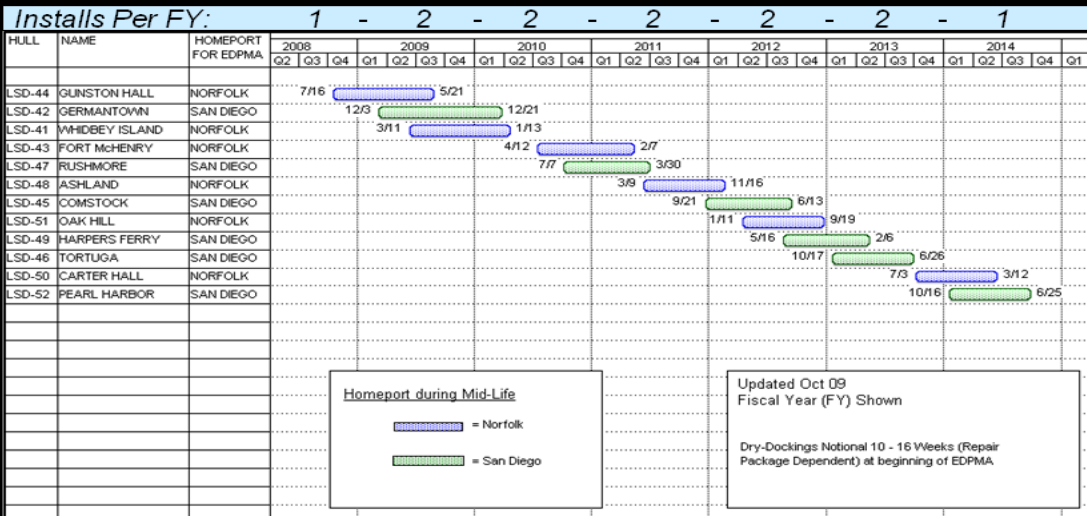 Installs Per FY: 1 - 2 - 2 - 2 - 2 - 2 - 1
HULL NAME HOMEPORT FOR EDPMA 2008 2009 2010 2011 2012 2013 2014
Q2 Q3 Q4 Q1 Q2 Q3 Q4 Q1 Q2 Q3 Q4 Q1 Q2 Q3 Q4 Q1 Q2 Q3 Q4 Q1 Q2 Q3 Q4 Q1 Q2 Q3 Q4 Q1
LSD-44 GUNSTON HALL NORFOLK 7/16 5/21
LSD-42 GERMANTOWN SAN DIEGO 12/3 12/21
LSD-41 WHIDBEY ISLAND NORFOLK 3/11 1/13
LSD-43 FORT McHENRY NORFOLK 4/12 2/7
LSD-47 RUSHMORE SAN DIEGO 7/7 3/30
LSD-48 ASHLAND NORFOLK 3/9 11/16
LSD-45 COMSTOCK SAN DIEGO 9/21 6/13
LSD-51 OAK HILL NORFOLK 1/11 9/19
LSD-49 HARPERS FERRY SAN DIEGO 5/16 2/6
LSD-46 TORTUGA SAN DIEGO 10/17 6/26
LSD-50 CARTER HALL NORFOLK 7/3 3/12
LSD-52 PEARL HARBOR SAN DIEGO 10/16 6/25
Homeport during Mid-Life
= Norfolk
= San Diego
Updated Oct 09
Fiscal Year (FY) Shown
Dry-Dockings Notional 10 - 16 Weeks (Repair
Package Dependent) at beginning of EDPMA